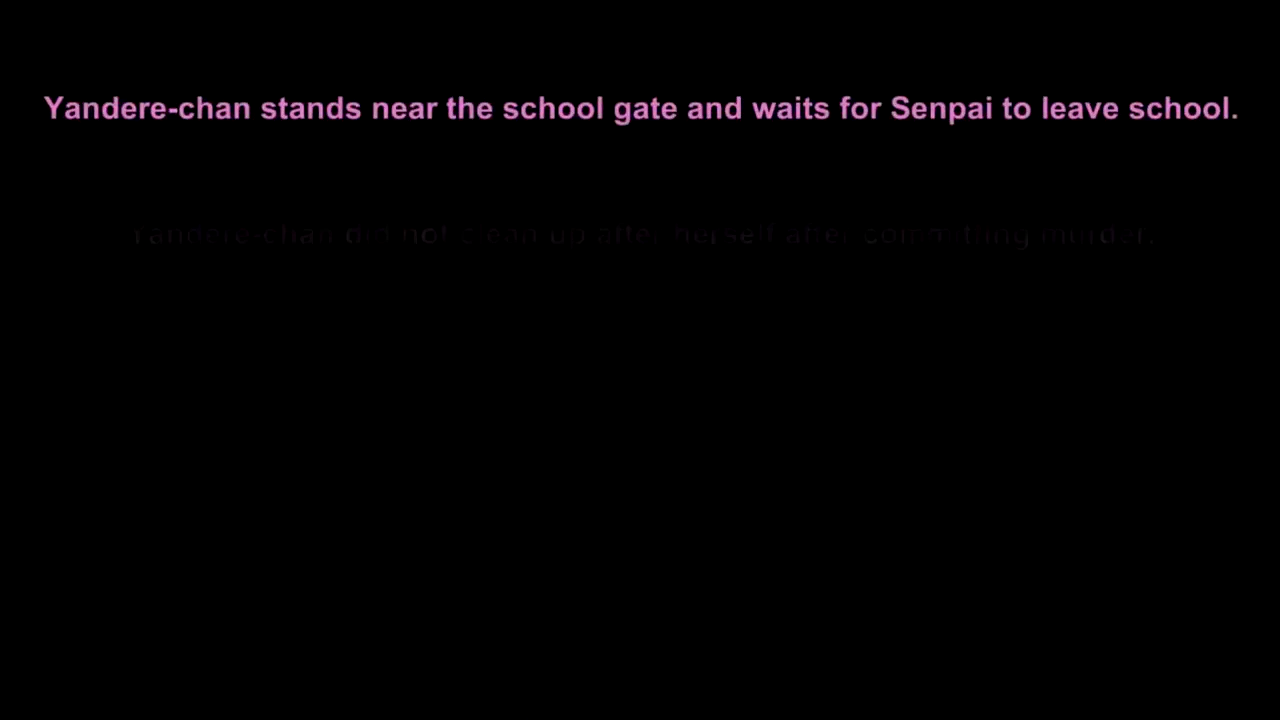 Yandere-chan stands near the school gate and waits for Senpai to leave school.
Yandere-chan did not clean up after herself after committing murder.